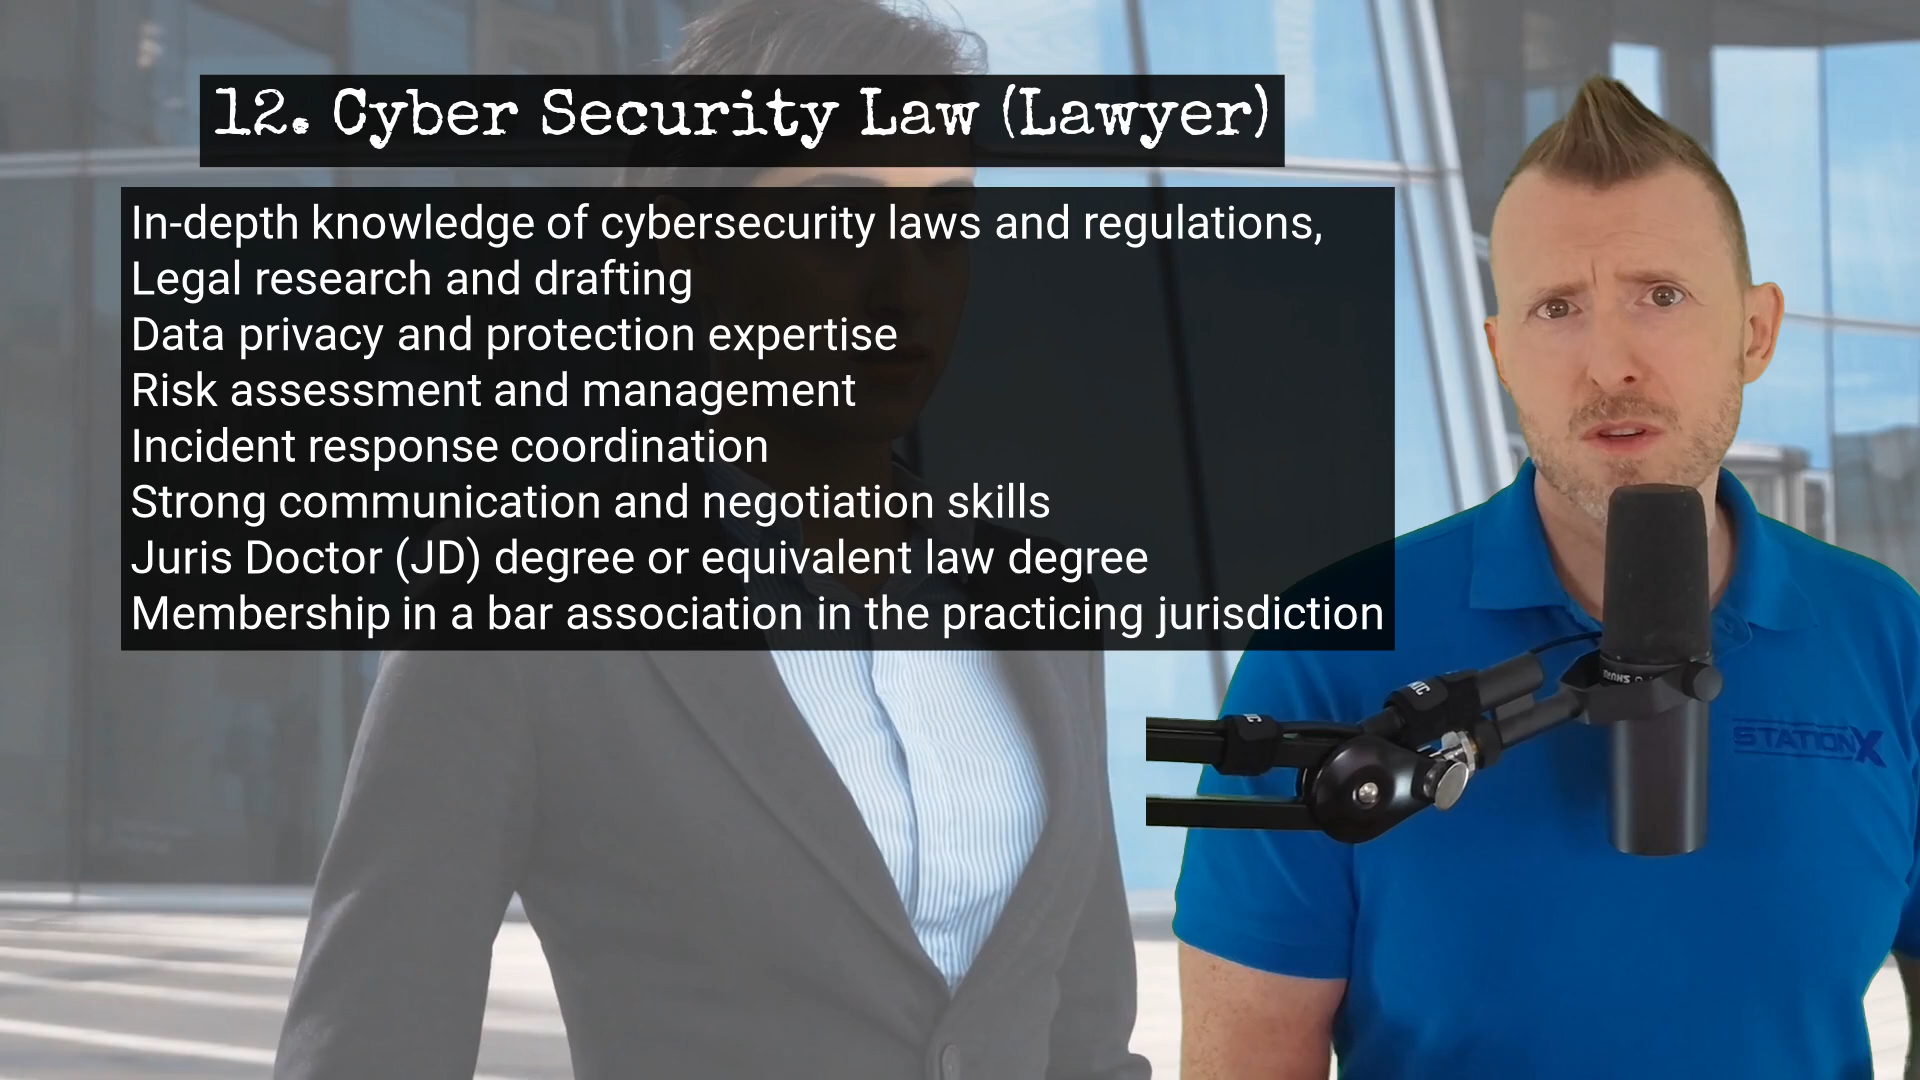 12. Cyber Security Law (Lawyer)
In-depth knowledge of cybersecurity laws and regulations,
Legal research and drafting
Data privacy and protection expertise
Risk assessment and management
Incident response coordination
Strong communication and negotiation skills
Juris Doctor (JD) degree or equivalent law degree
Membership in a bar association in the practicing jurisdiction
STATIONX